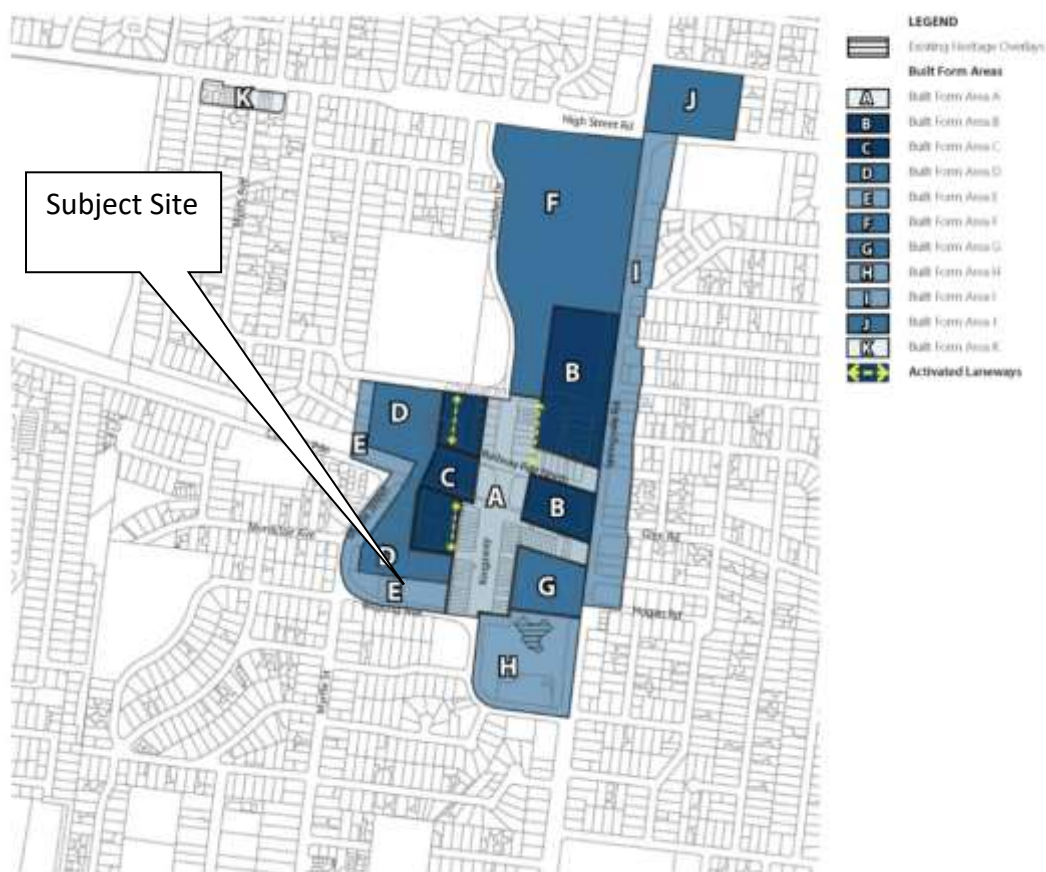 LEGEND
Existing Heritage Overlays
Built Form Areas
A Built Form Area A
B Built Form Area B
C Built Form Area C
D Built Form Area D
E Built Form Area E
F Built Form Area F
G Built Form Area G
H Built Form Area H
I Built Form Area I
J Built Form Area J
K Built Form Area K
Activated Laneways
K
J
High Street Rd
Subject Site
F
I
B
D
E
C
A
B
D
E
G
H
Kingsway